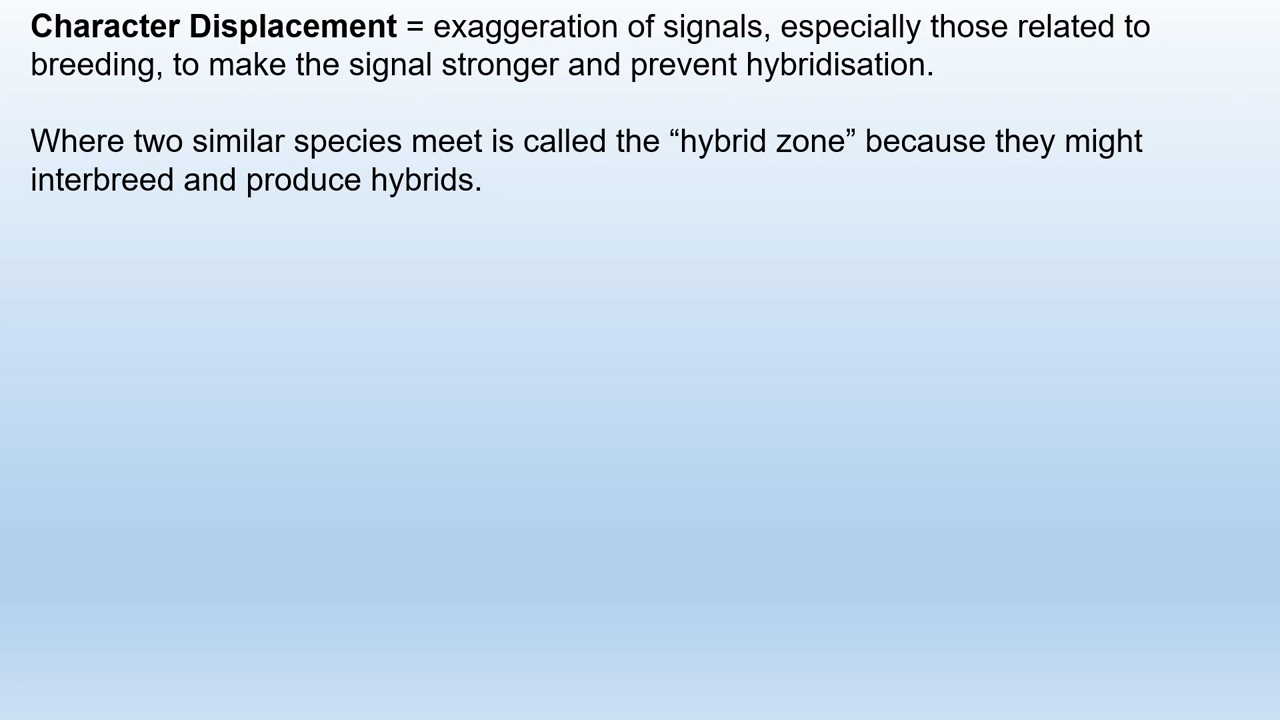 Character Displacement = exaggeration of signals, especially those related to
breeding, to make the signal stronger and prevent hybridisation.
Where two similar species meet is called the “hybrid zone” because they might
interbreed and produce hybrids.